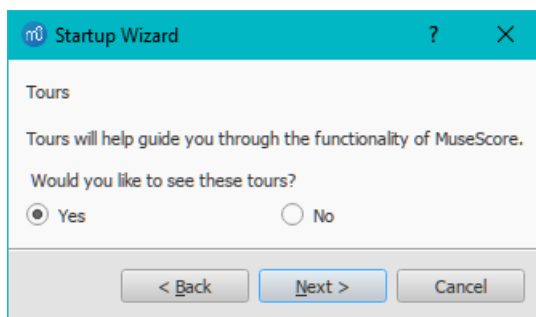 Startup Wizard ?
Tours
Tours will help guide you through the functionality of MuseScore.
Would you like to see these tours?
Yes No
< Back Next > Cancel